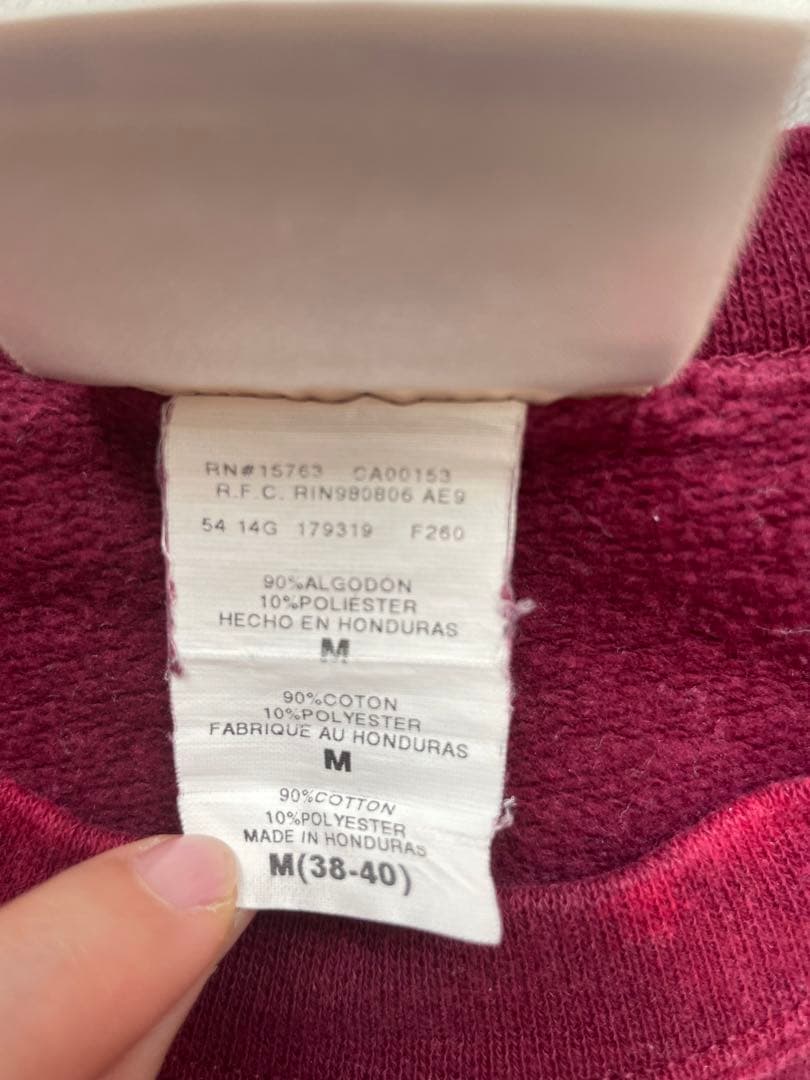 RN#15763 CA00153
R.F.C. RIN980806 AE9
54 14G 179319 F260
90%ALGODON
10%POLIESTER
HECHO EN HONDURAS
M
90%COTON
10%POLYESTER
FABRIQUE AU HONDURAS
M
90%COTTON
10%POLYESTER
MADE IN HONDURAS
M(38-40)